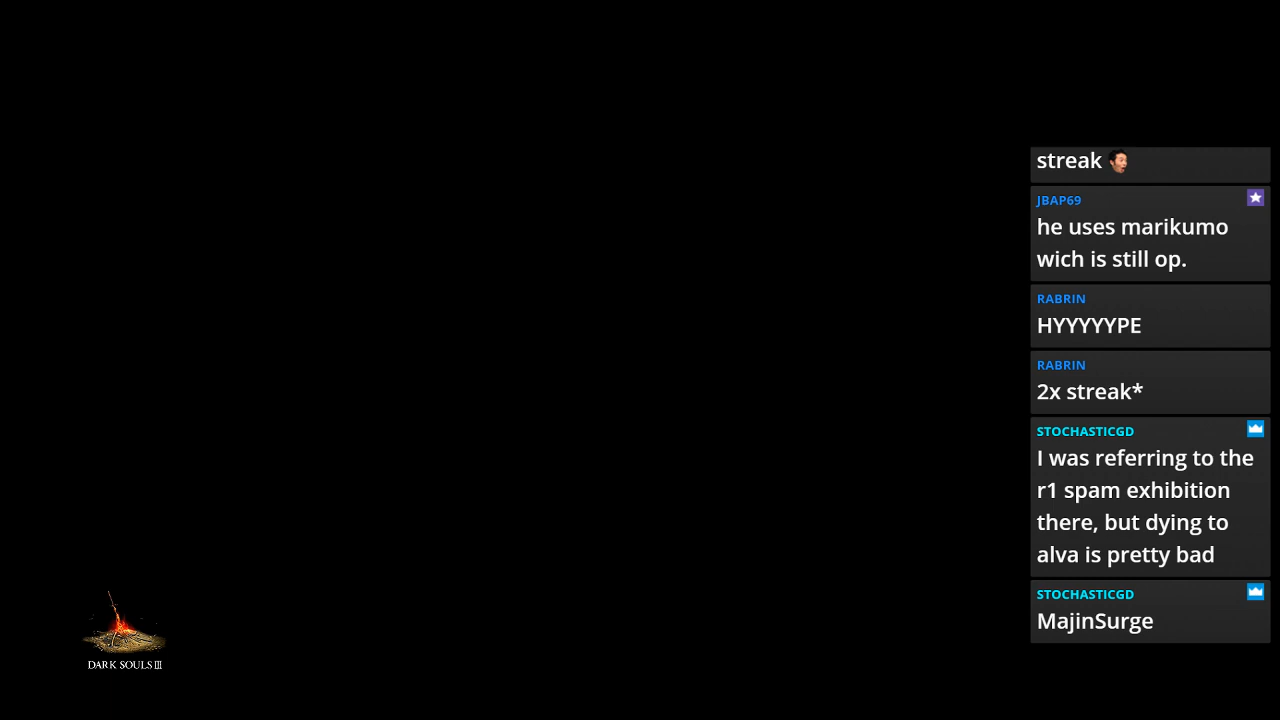 streak
JBAP69
he uses marikumo
wich is still op.
RABRIN
HYYYYYPE
RABRIN
2x streak*
STOCHASTICGD
I was referring to the
r1 spam exhibition
there, but dying to
alva is pretty bad
STOCHASTICGD
MajinSurge
DARK SOULS III